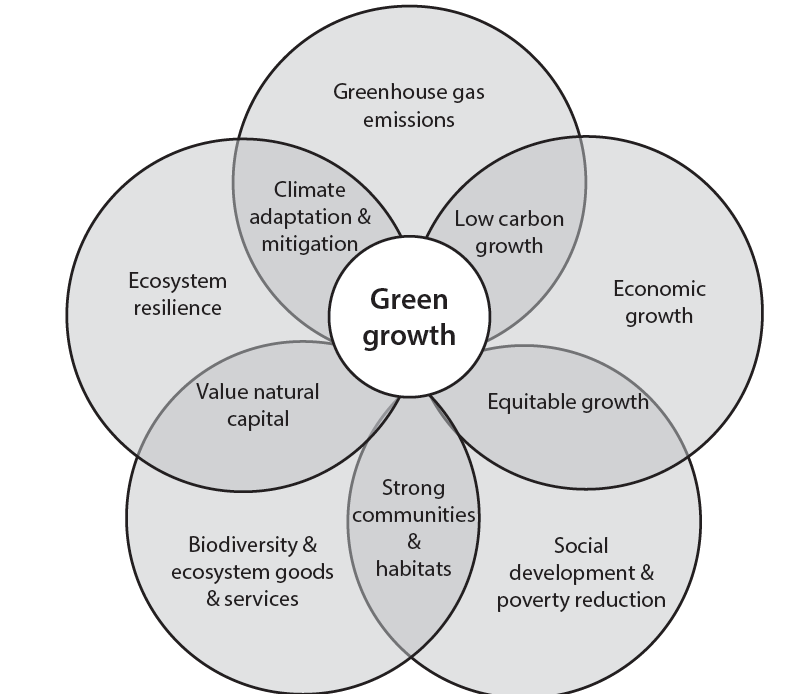 Greenhouse gas
emissions
Climate
adaptation &
mitigation
Low carbon
growth
Ecosystem
resilience
Green
growth
Economic
growth
Value natural
capital
Equitable growth
Strong
communities
&
habitats
Biodiversity &
ecosystem goods
& services
Social
development &
poverty reduction